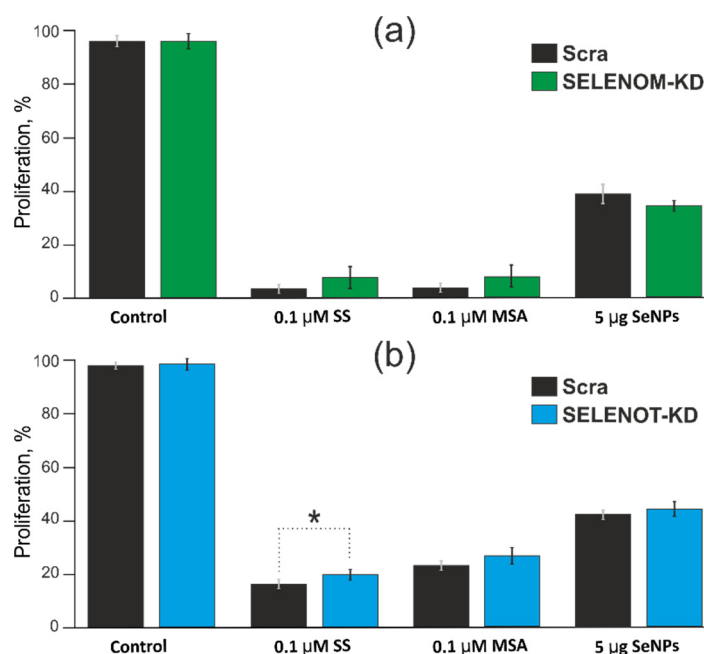 (a)
Scra
SELENOM-KD
Proliferation, %
100
80
60
40
20
0
Control 0.1 µM SS 0.1 µM MSA 5 µg SeNPs
(b)
Scra
SELENOT-KD
Proliferation, %
100
80
60
40
20
0
*
Control 0.1 µM SS 0.1 µM MSA 5 µg SeNPs